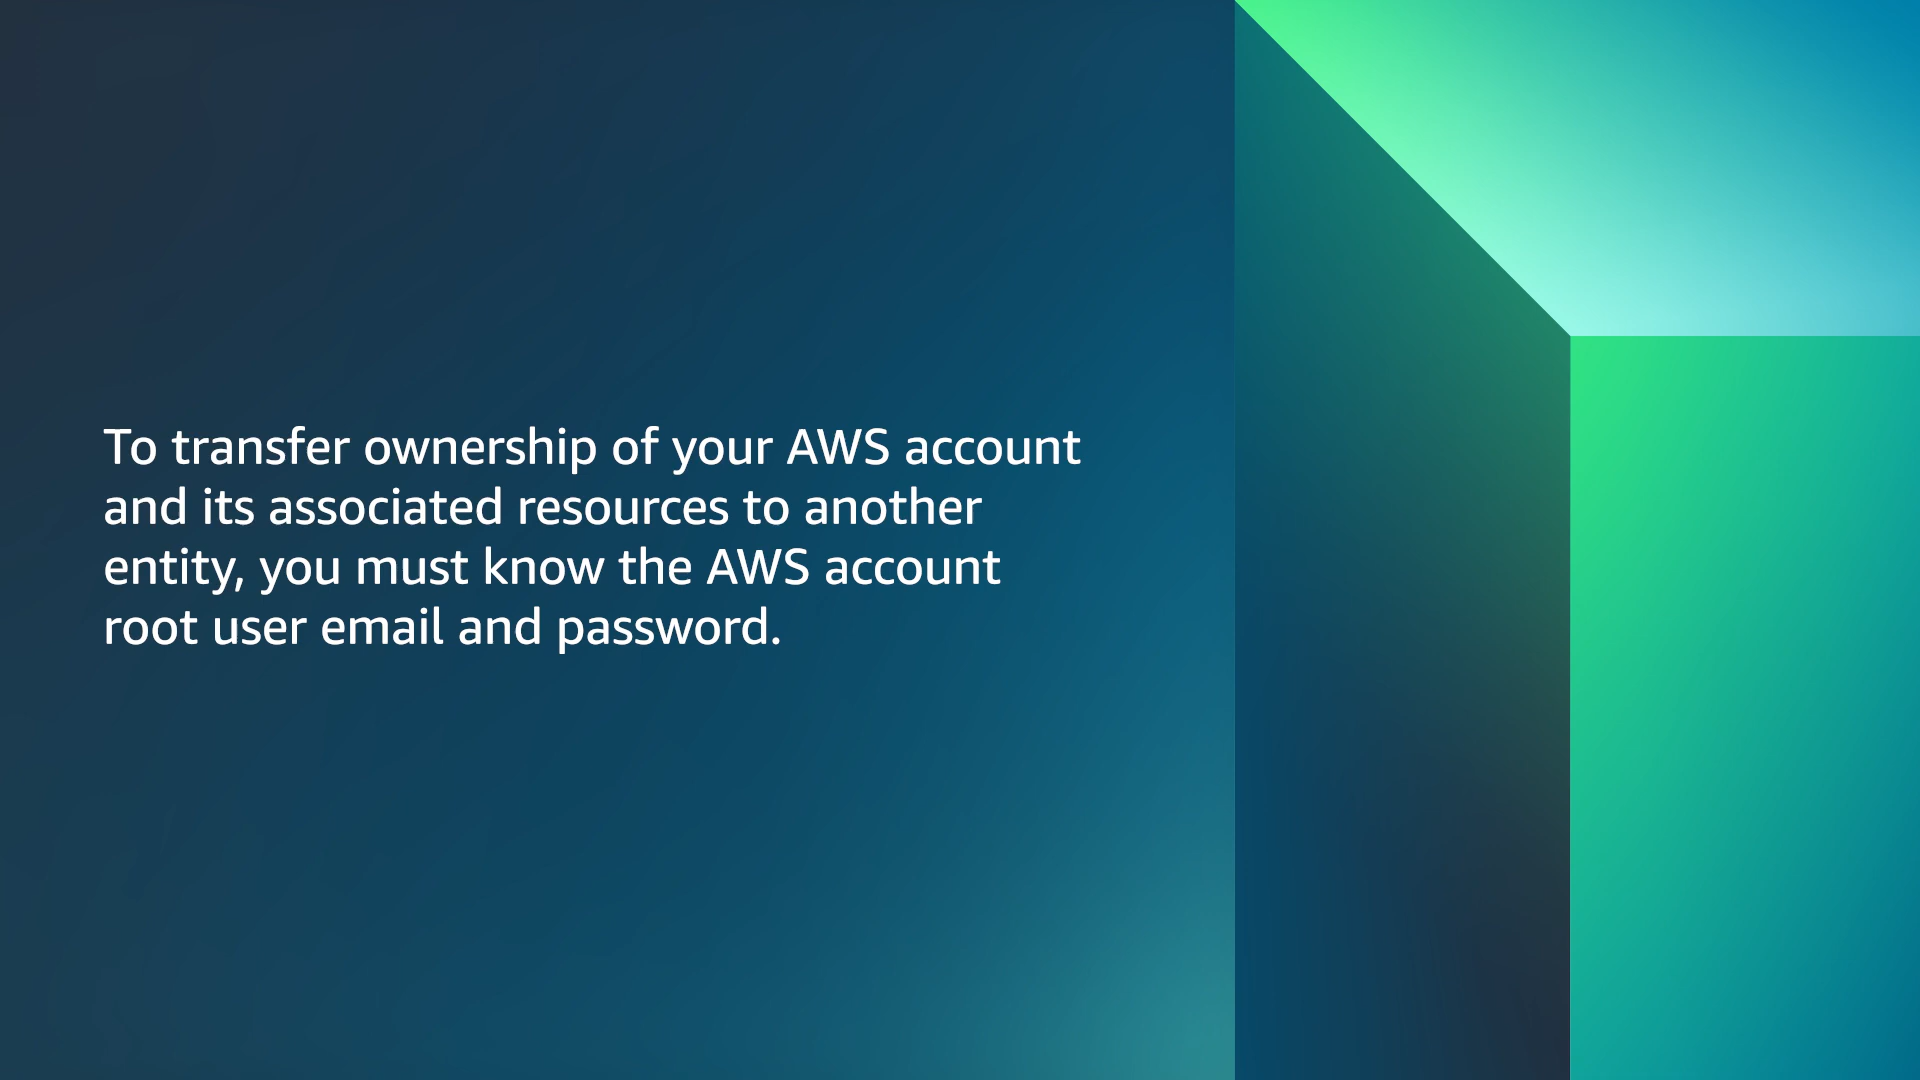 To transfer ownership of your AWS account
and its associated resources to another
entity, you must know the AWS account
root user email and password.